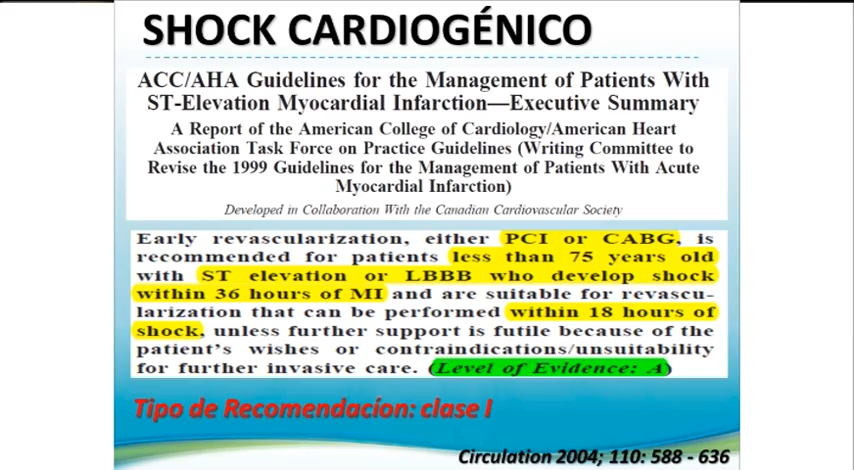 SHOCK CARDIOGÉNICO
ACC/AHA Guidelines for the Management of Patients With
ST-Elevation Myocardial Infarction—Executive Summary
A Report of the American College of Cardiology/American Heart
Association Task Force on Practice Guidelines (Writing Committee to
Revise the 1999 Guidelines for the Management of Patients With Acute
Myocardial Infarction)
Developed in Collaboration With the Canadian Cardiovascular Society
Early revascularization, either PCI or CABG, is
recommended for patients less than 75 years old
with ST elevation or LBBB who develop shock
within 36 hours of MI and are suitable for revascu-
larization that can be performed within 18 hours of
shock, unless further support is futile because of the
patient's wishes or contraindications/unsuitability
for further invasive care. (Level of Evidence: A)
Tipo de Recomendacíon: clase I
Circulation 2004; 110: 588 - 636